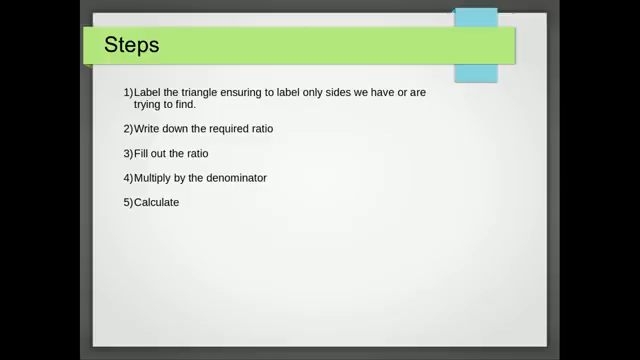 Steps
1)Label the triangle ensuring to label only sides we have or are
trying to find.
2)Write down the required ratio
3)Fill out the ratio
4)Multiply by the denominator
5)Calculate